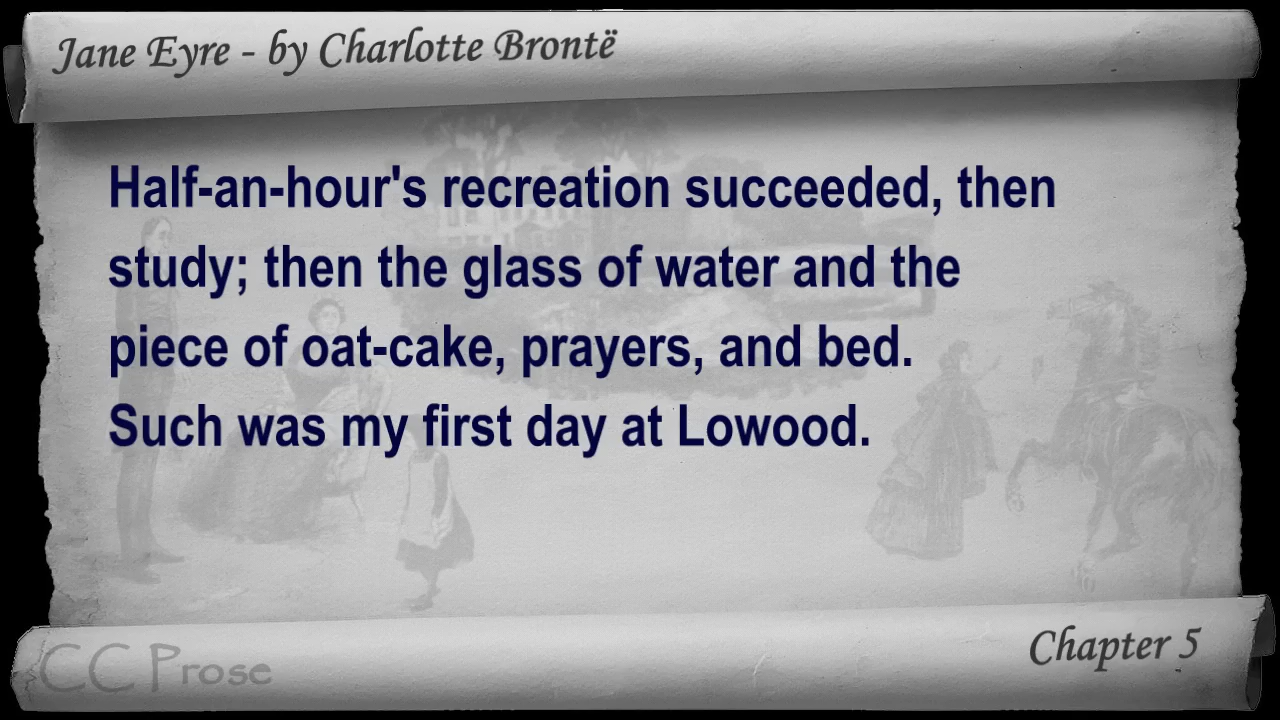 Jane Eyre - by Charlotte Brontë
Half-an-hour's recreation succeeded, then
study; then the glass of water and the
piece of oat-cake, prayers, and bed.
Such was my first day at Lowood.
CC Prose
Chapter 5